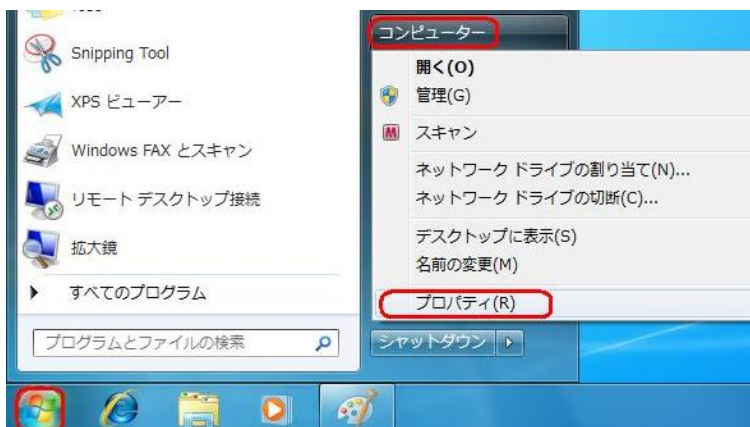 Snipping Tool
XPS ビューアー
Windows FAX とスキャン
リモート デスクトップ接続
拡大鏡
すべてのプログラム
プログラムとファイルの検索
コンピューター
開く(O)
管理(G)
スキャン
ネットワーク ドライブの割り当て(N)...
ネットワーク ドライブの切断(C)...
デスクトップに表示(S)
名前の変更(M)
プロパティ(R)
シャットダウン